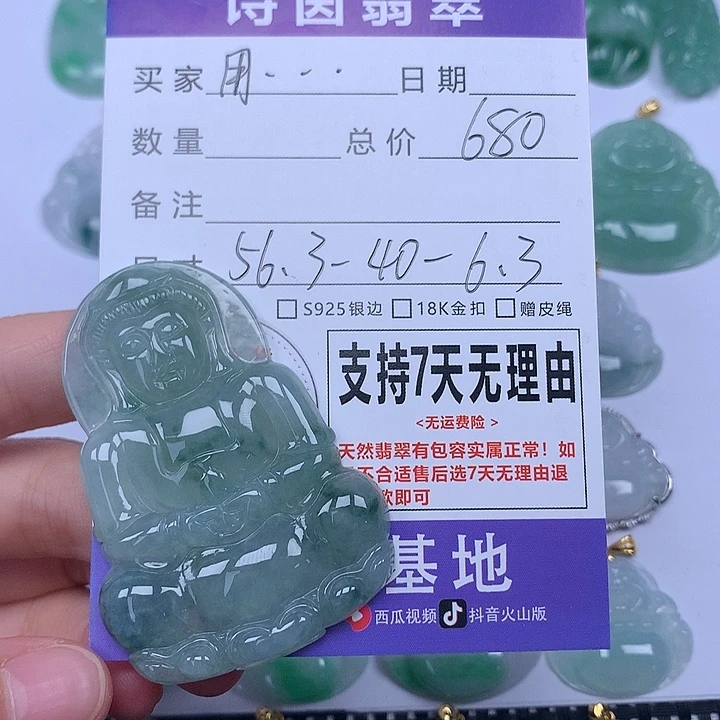 诗茵翡翠
买家 用... 日期
数量 总价 680
备注
尺寸 56.3-40-6.3
S925银边 18K金扣 赠皮绳
支持7天无理由
<无运费险>
天然翡翠有包容实属正常！如
不合适售后选7天无理由退
款即可
基地
西瓜视频 抖音火山版